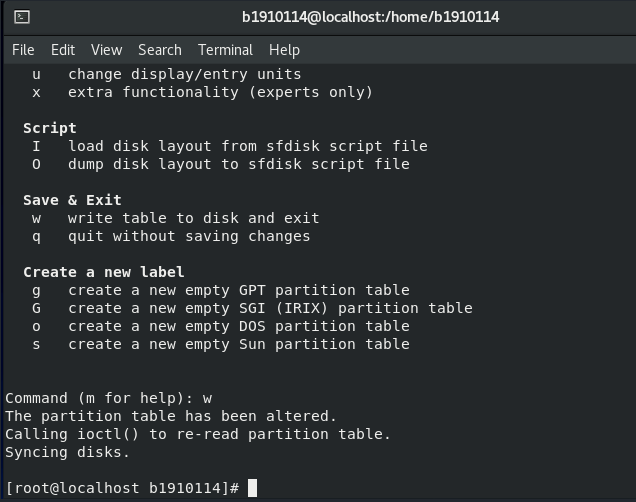 b1910114@localhost:/home/b1910114
File Edit View Search Terminal Help
u change display/entry units
x extra functionality (experts only)
Script
I load disk layout from sfdisk script file
O dump disk layout to sfdisk script file
Save & Exit
w write table to disk and exit
q quit without saving changes
Create a new label
g create a new empty GPT partition table
G create a new empty SGI (IRIX) partition table
o create a new empty DOS partition table
s create a new empty Sun partition table
Command (m for help): w
The partition table has been altered.
Calling ioctl() to re-read partition table.
Syncing disks.
[root@localhost b1910114]#